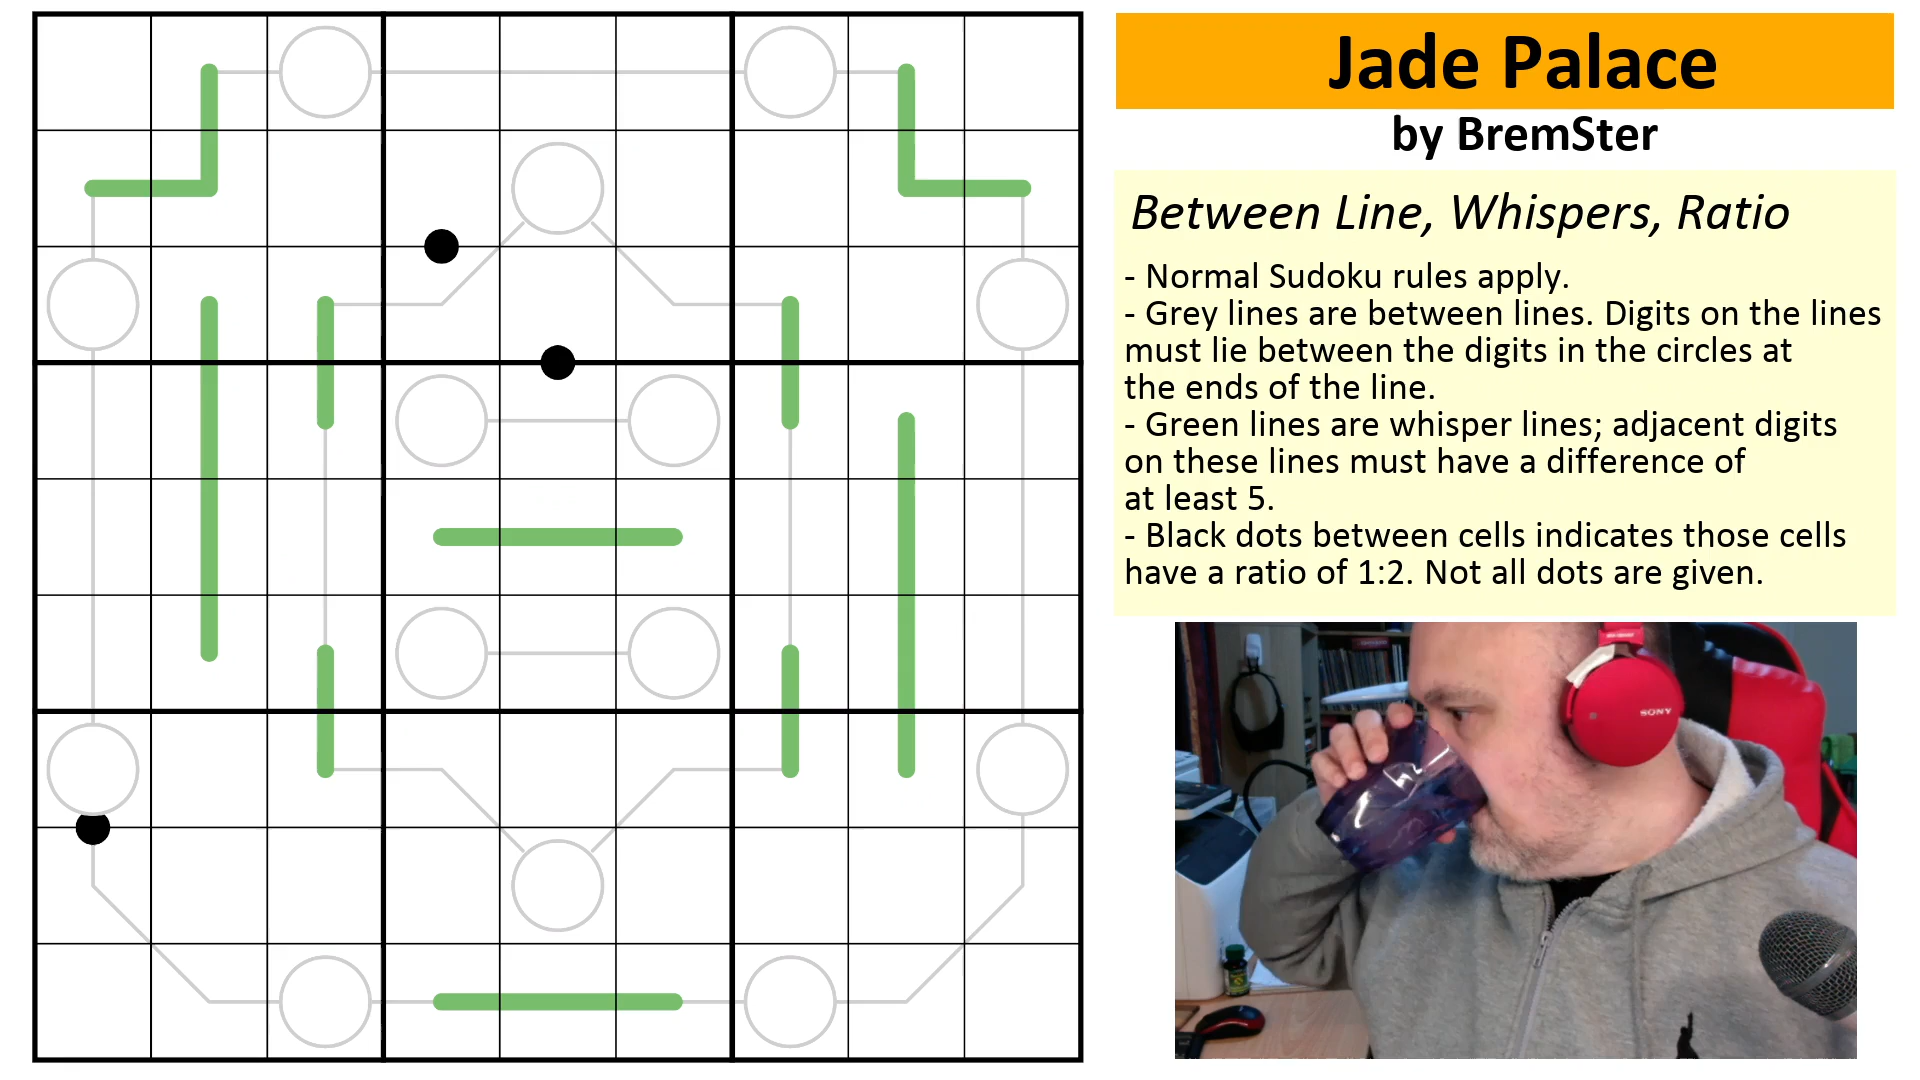 Jade Palace
by BremSter
Between Line, Whispers, Ratio
- Normal Sudoku rules apply.
- Grey lines are between lines. Digits on the lines
must lie between the digits in the circles at
the ends of the line.
- Green lines are whisper lines; adjacent digits
on these lines must have a difference of
at least 5.
- Black dots between cells indicates those cells
have a ratio of 1:2. Not all dots are given.
SONY